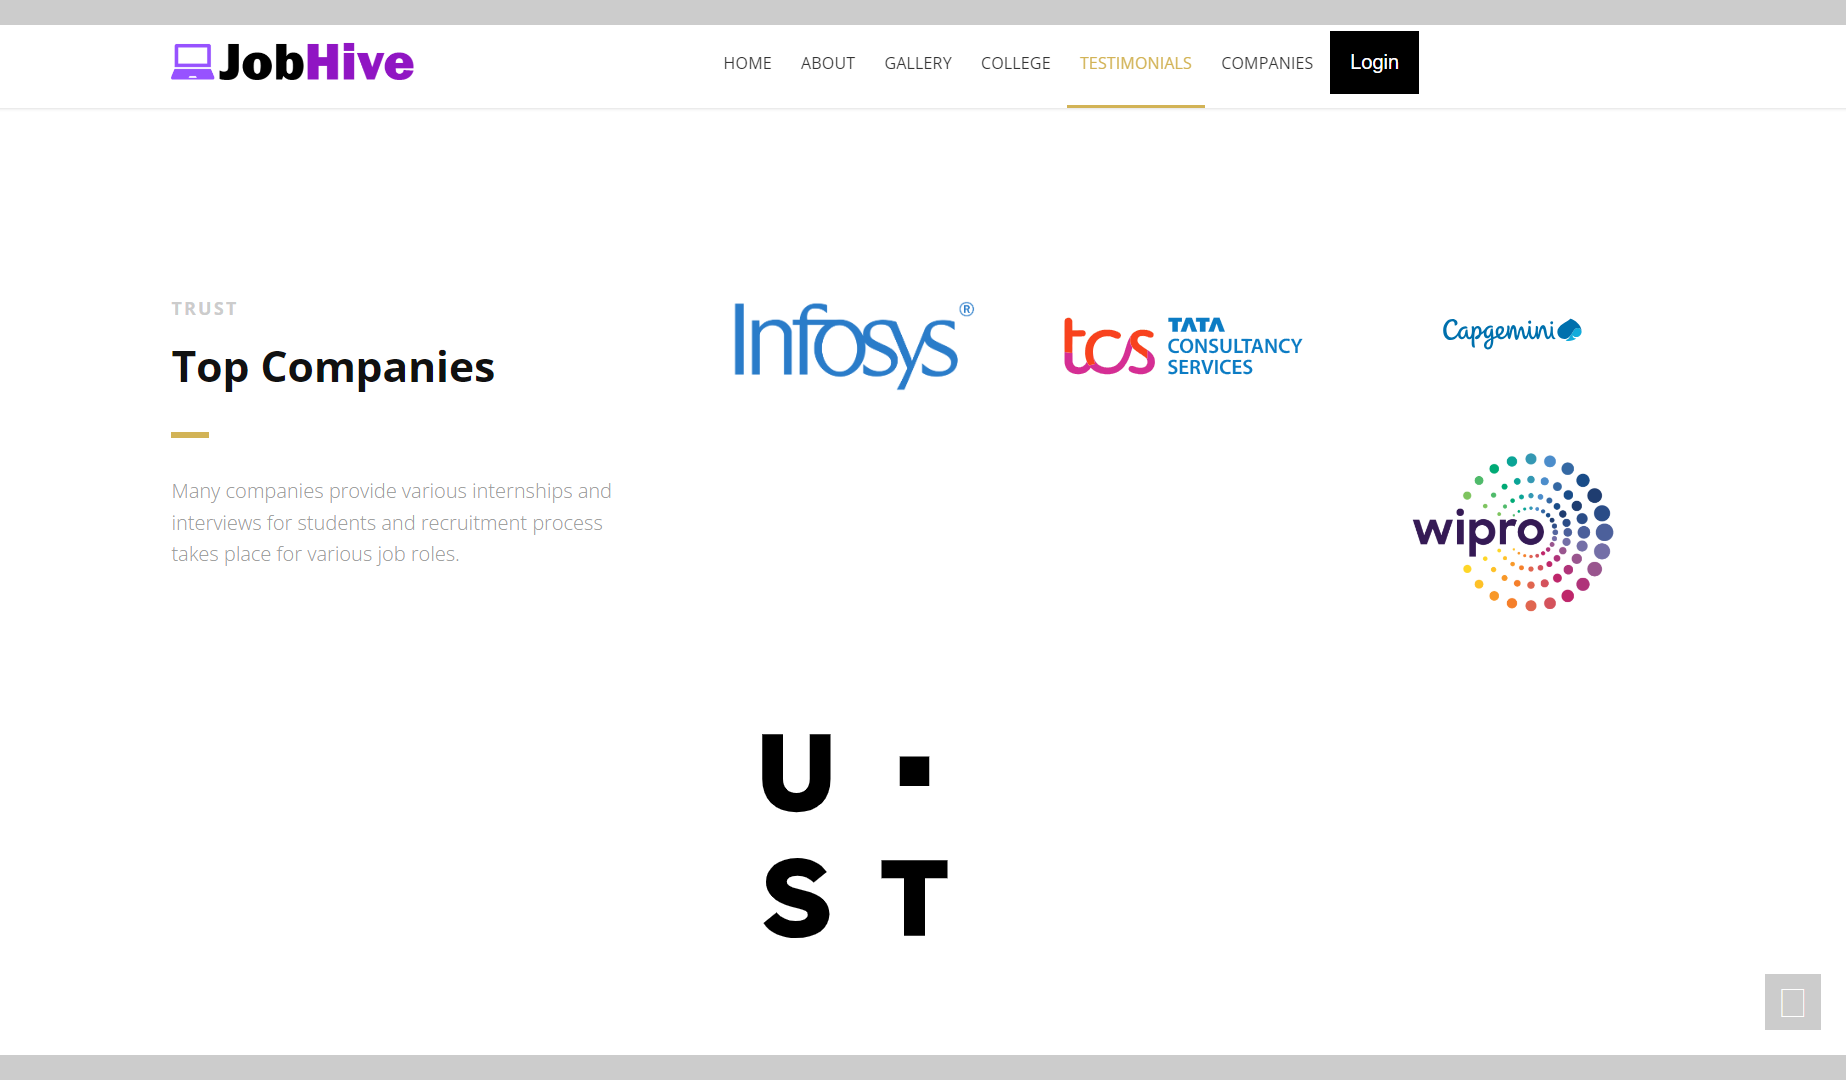 JobHive
HOME ABOUT GALLERY COLLEGE TESTIMONIALS COMPANIES Login
TRUST
Top Companies
Many companies provide various internships and
interviews for students and recruitment process
takes place for various job roles.
Infosys®
tcs TATA
CONSULTANCY
SERVICES
Capgemini
wipro
U
S T